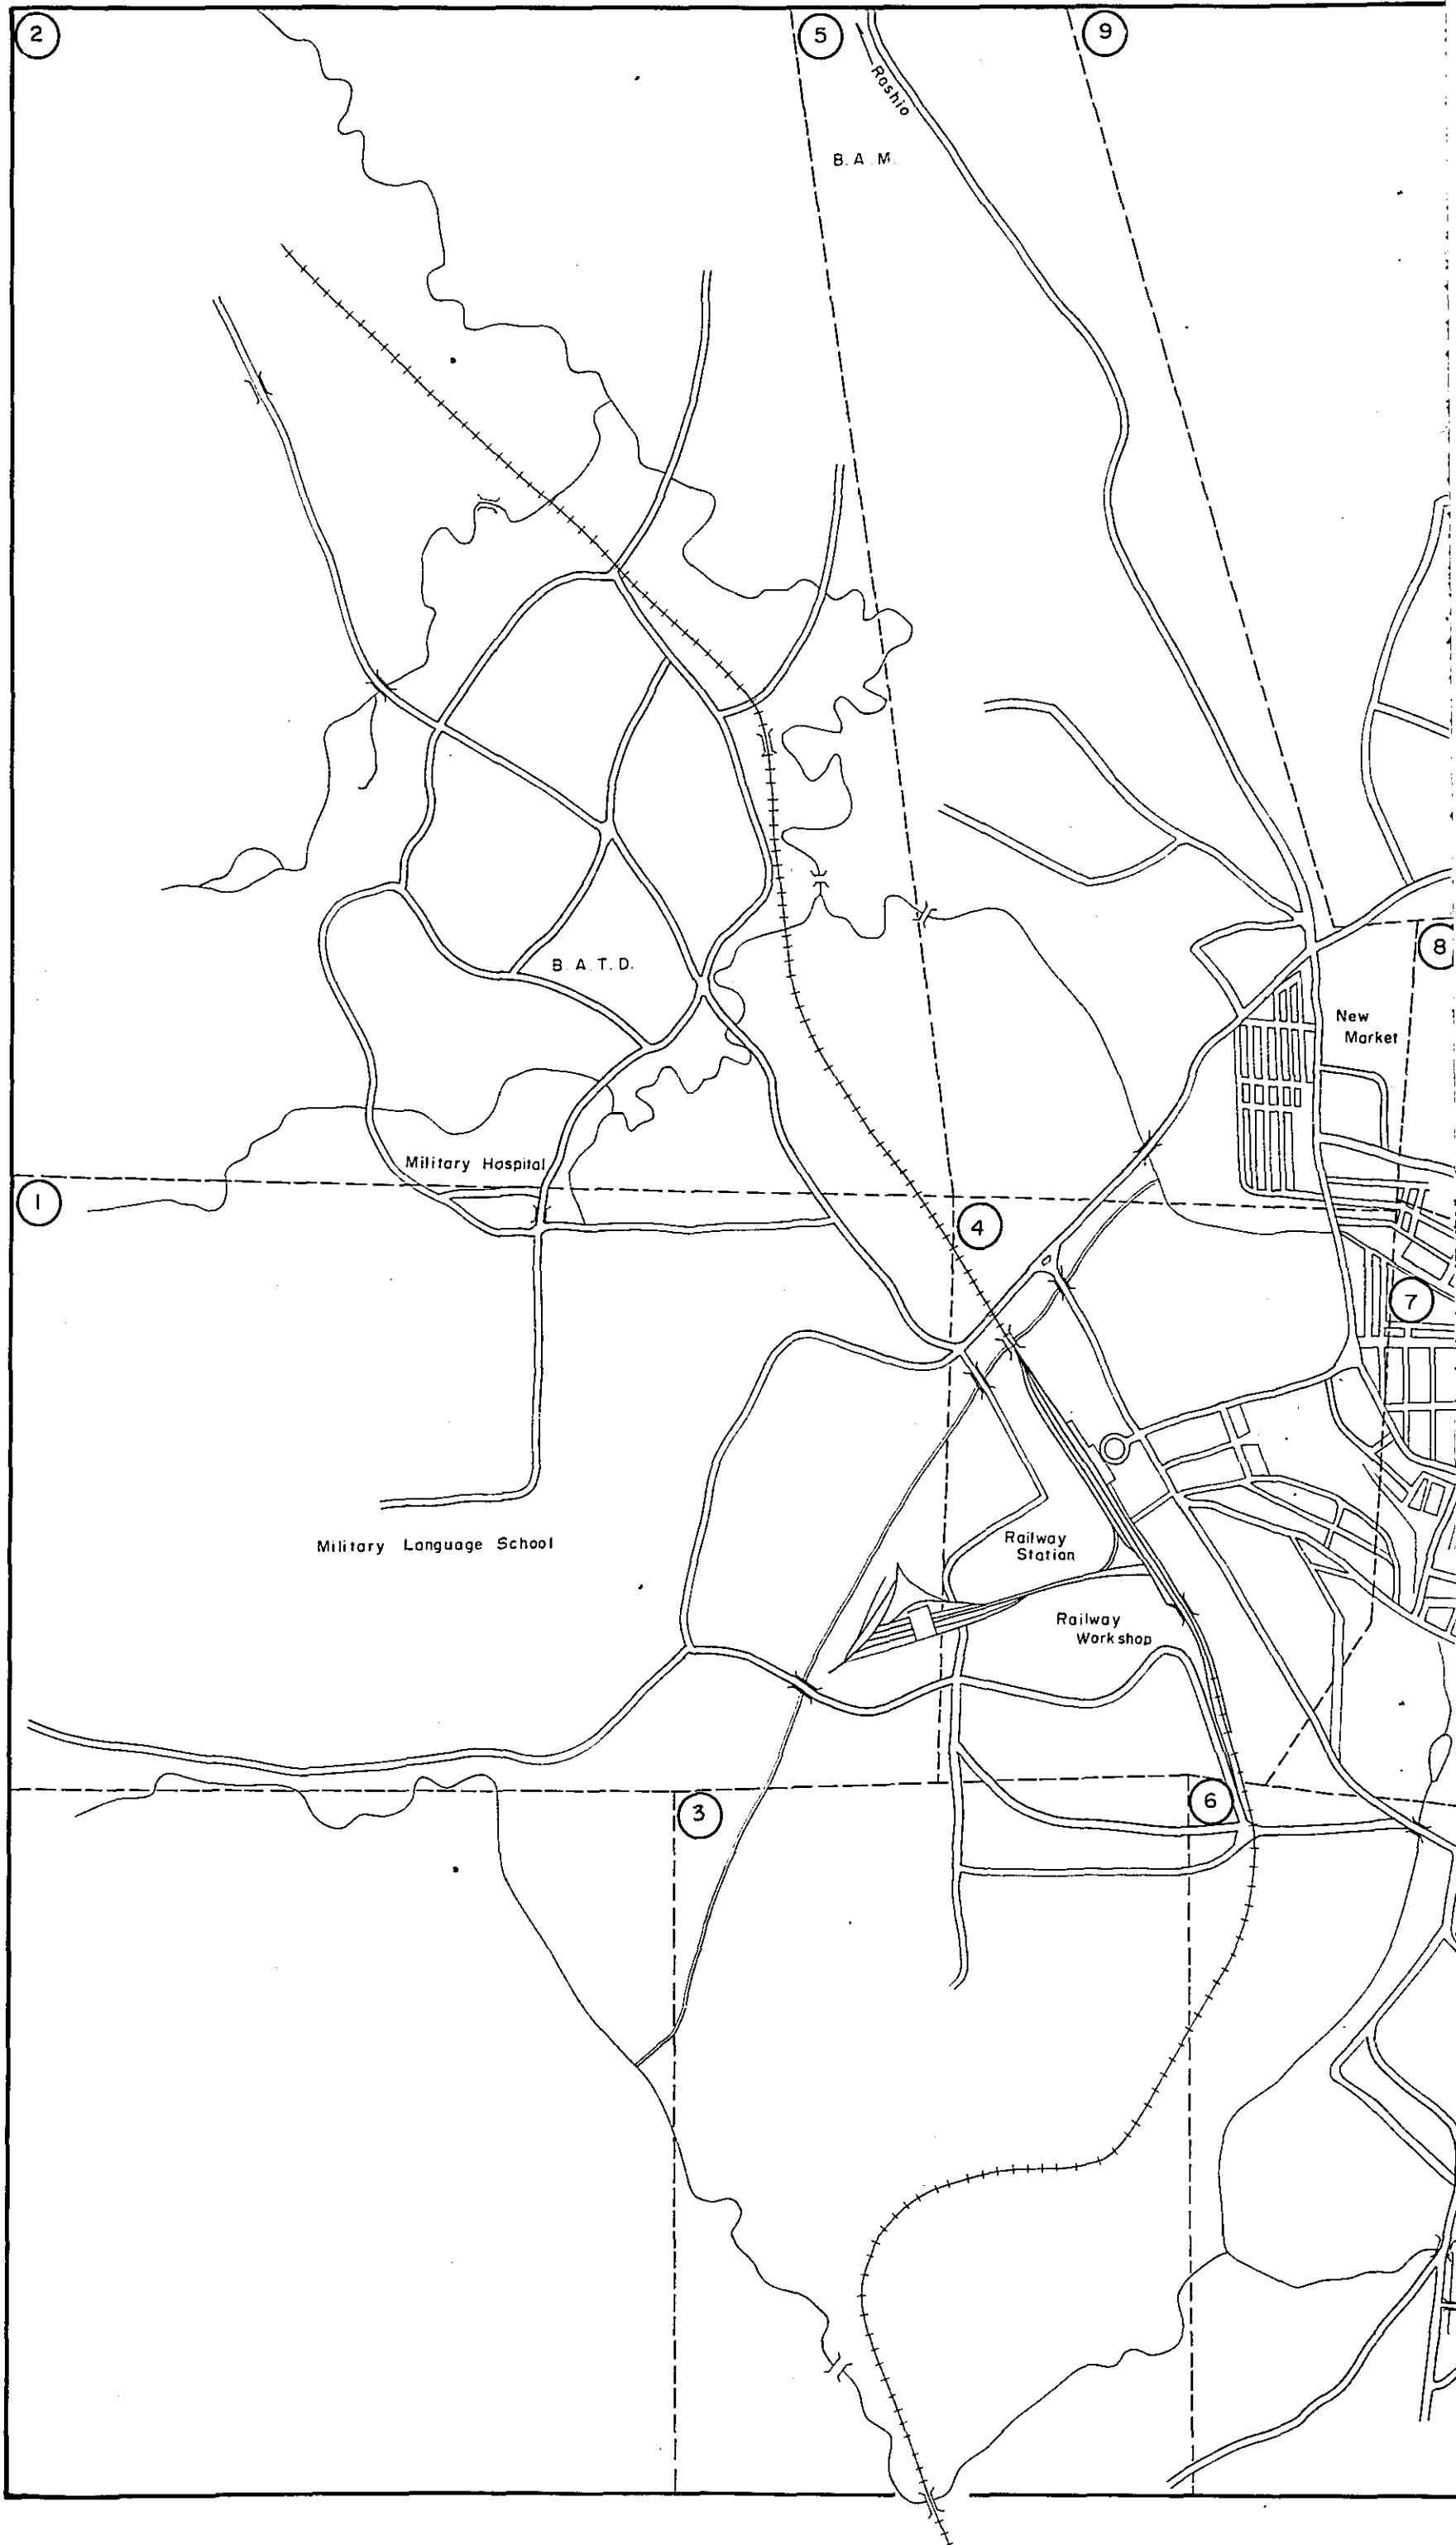 2
5
9
Rashio
B. A. M.
8
B. A. T. D.
New
Market
Military Hospital
1
4
7
Military Language School
Railway
Station
Railway
Workshop
3
6